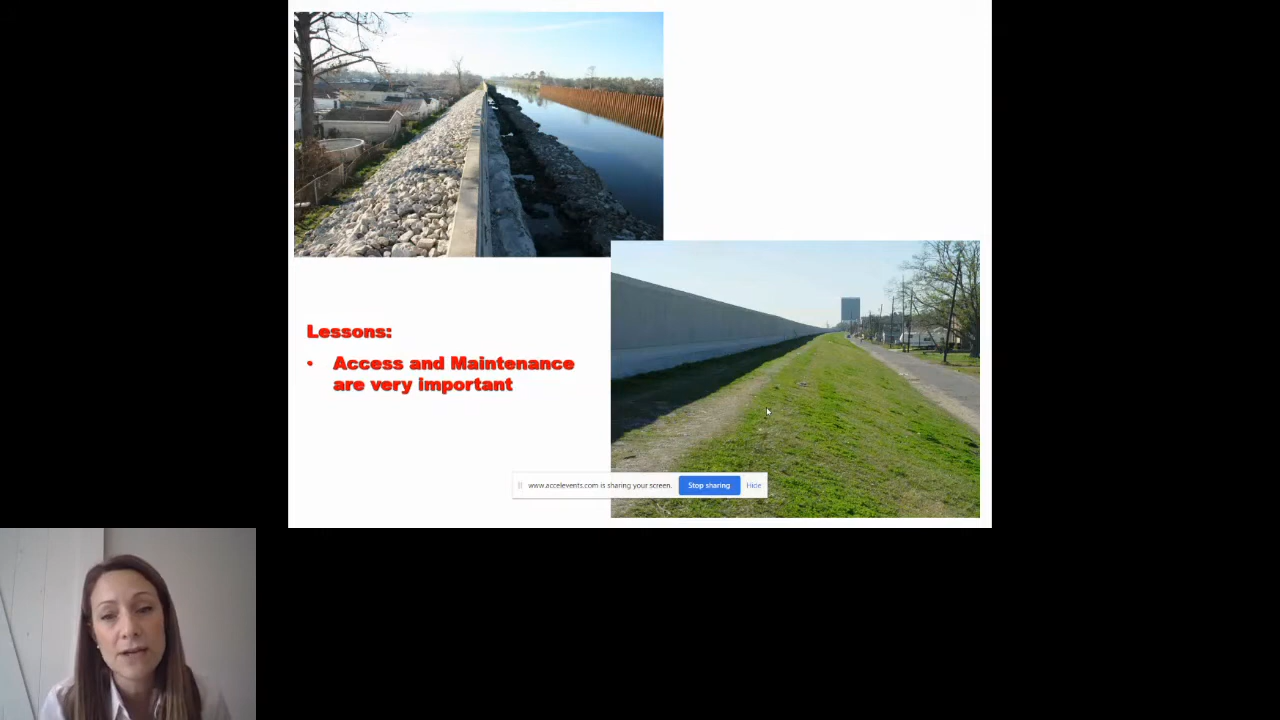 Lessons:
• Access and Maintenance
are very important
www.accelevents.com is sharing your screen. Stop sharing Hide